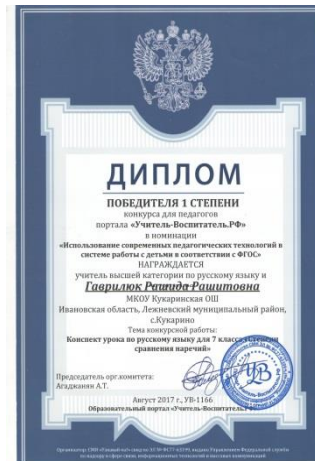 ДИПЛОМ
ПОБЕДИТЕЛЯ 1 СТЕПЕНИ
конкурса для педагогов
портала «Учитель-Воспитатель.РФ»
в номинации
«Использование современных педагогических технологий в
системе работы с детьми в соответствии с ФГОС»
НАГРАЖДАЕТСЯ
учитель высшей категории по русскому языку и
Гаврилюк Рашида Рашитовна
МКОУ Кукаринская ОШ
Ивановская область, Лежневский муниципальный район,
с.Кукарино
Тема конкурсной работы:
Конспект урока по русскому языку для 7 класса «Степени
сравнения наречий»
Председатель орг.комитета:
Агаджанян А.Т.
УВ
Август 2017 г., УВ-1166
Образовательный портал «Учитель-Воспитатель.РФ»